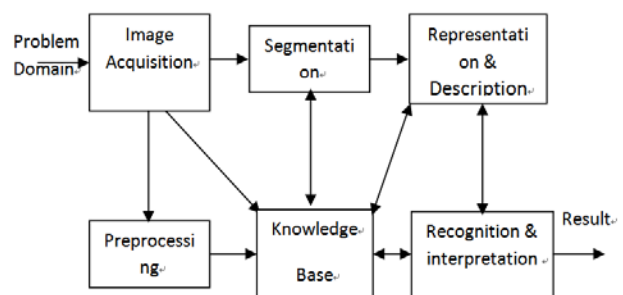 Problem
Domain
Image
Acquisition
Segmentati
on
Representati
on &
Description
Preprocessi
ng
Knowledge
Base
Recognition &
interpretation
Result